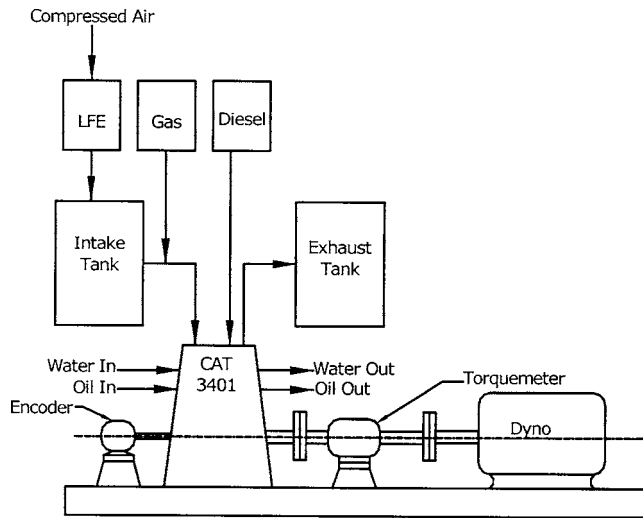 Compressed Air
LFE
Gas
Diesel
Intake
Tank
Exhaust
Tank
Water In
Oil In
CAT
3401
Water Out
Oil Out
Encoder
Torquemeter
Dyno